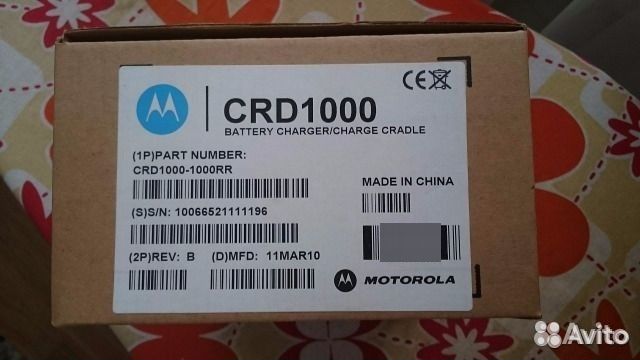 CRD1000
BATTERY CHARGER/CHARGE CRADLE
(1P)PART NUMBER:
CRD1000-1000RR
MADE IN CHINA
(S)S/N: 10066521111196
(2P)REV: B (D)MFD: 11MAR10
MOTOROLA
Avito